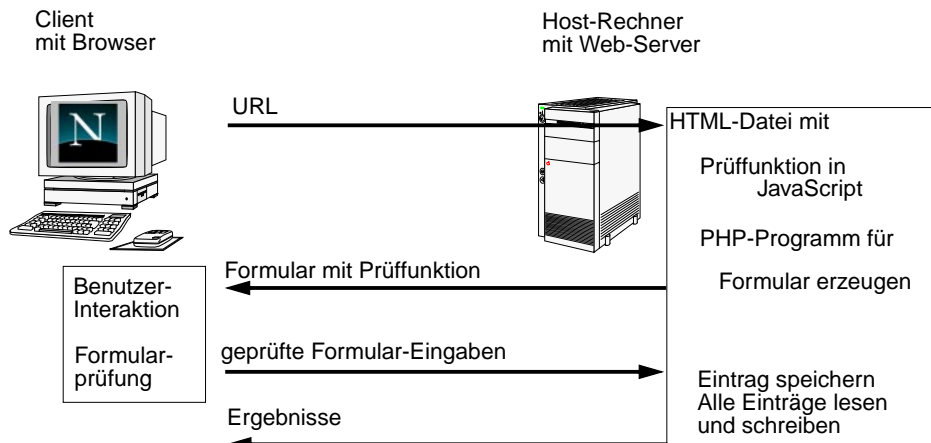 Client
mit Browser
Host-Rechner
mit Web-Server
N
URL
HTML-Datei mit
Prüffunktion in
JavaScript
PHP-Programm für
Formular mit Prüffunktion
Formular erzeugen
Benutzer-
Interaktion
Formular-
prüfung
geprüfte Formular-Eingaben
Eintrag speichern
Alle Einträge lesen
und schreiben
Ergebnisse